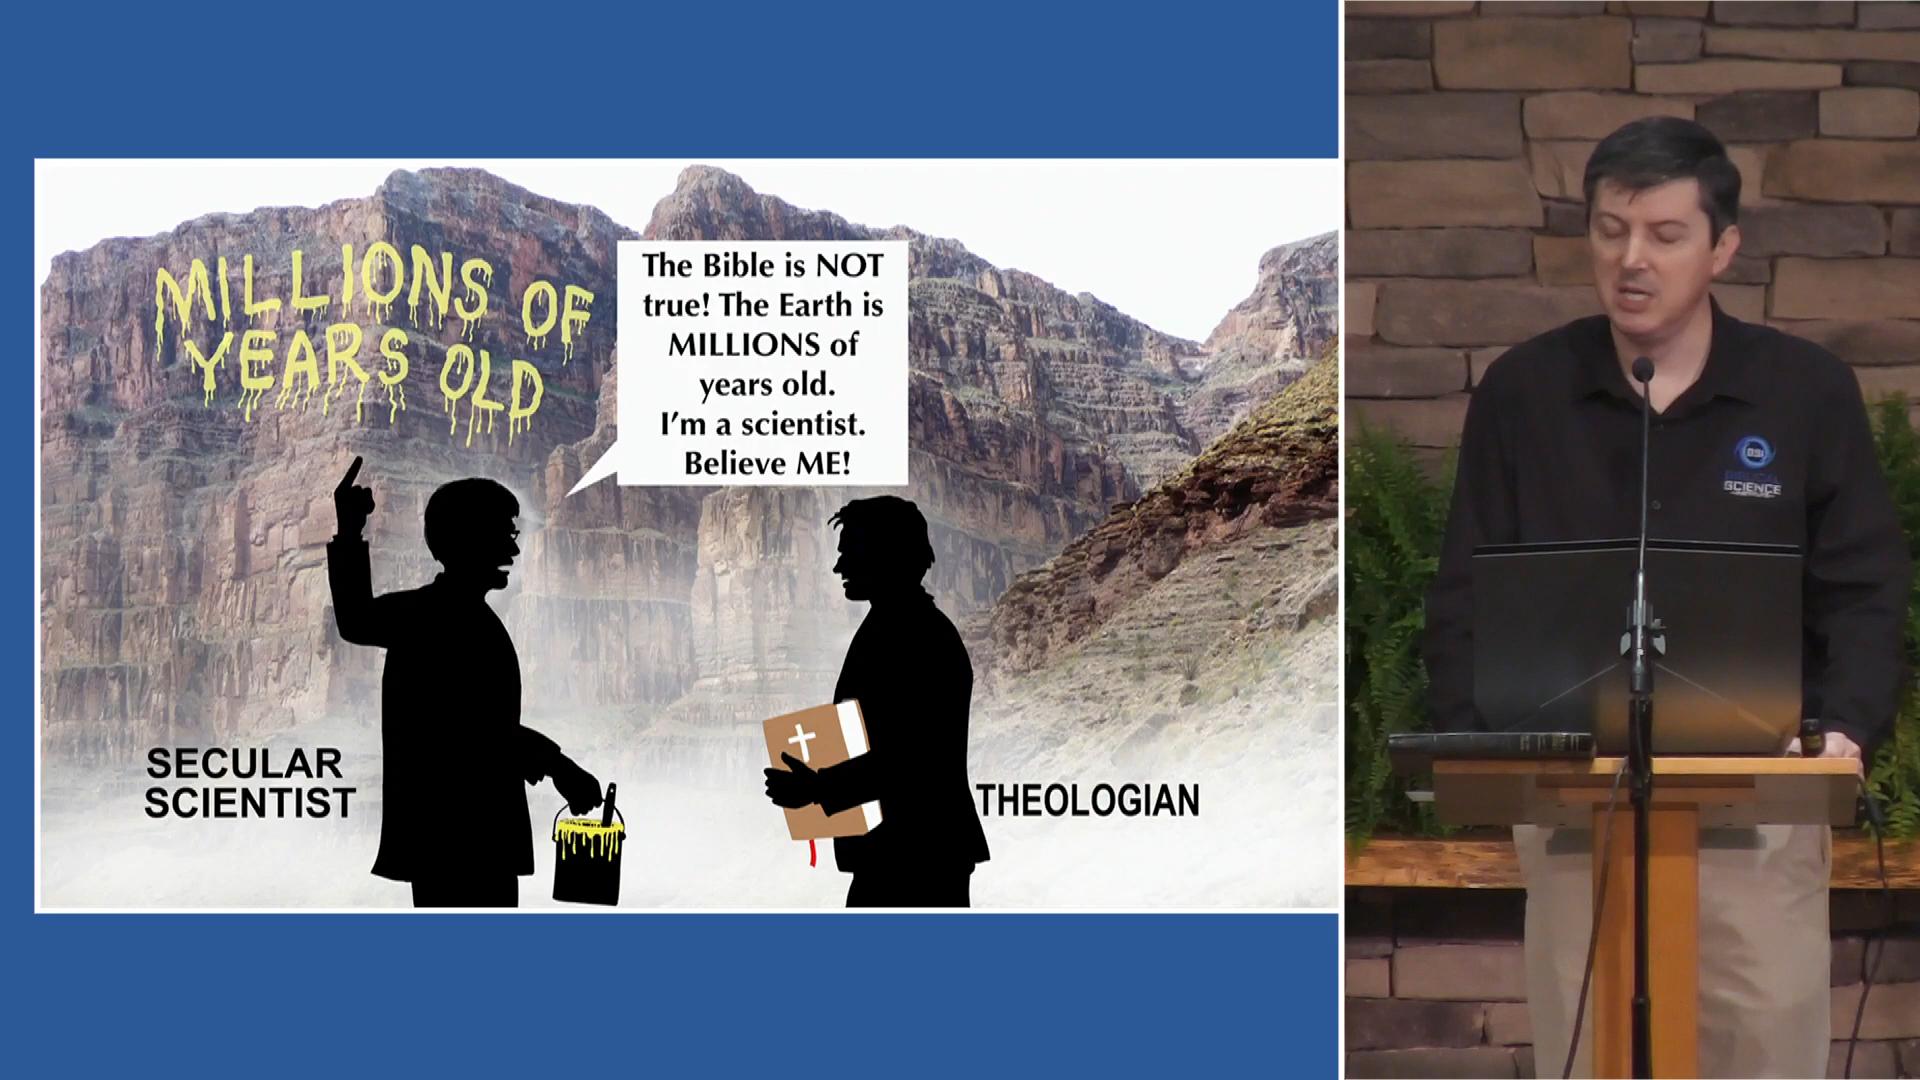 MILLIONS OF
YEARS OLD
The Bible is NOT
true! The Earth is
MILLIONS of
years old.
I'm a scientist.
Believe ME!
SECULAR
SCIENTIST
THEOLOGIAN
BSI
SCIENCE